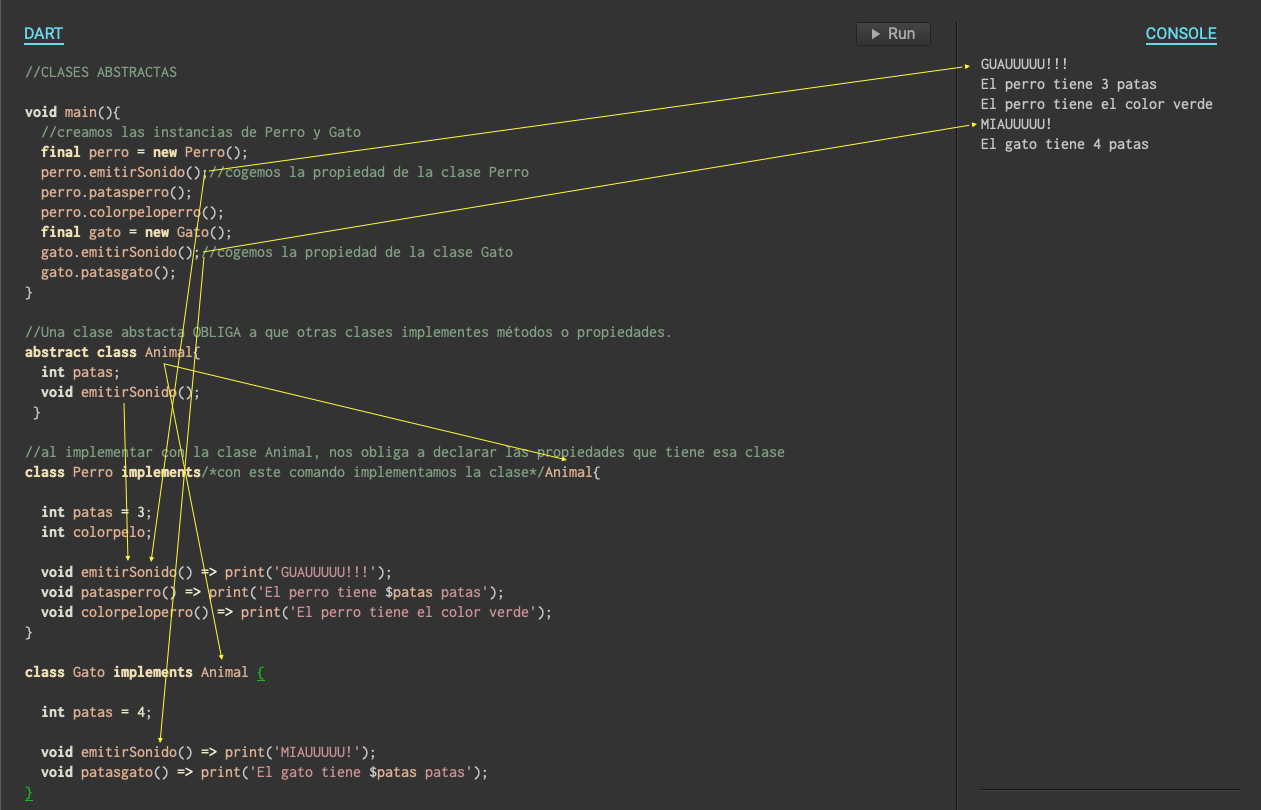 DART
Run
CONSOLE
//CLASES ABSTRACTAS
void main(){
//creamos las instancias de Perro y Gato
final perro = new Perro();
perro.emitirSonido();//cogemos la propiedad de la clase Perro
perro.patasperro();
perro.colorpeloperro();
final gato = new Gato();
gato.emitirSonido();//cogemos la propiedad de la clase Gato
gato.patasgato();
}
//Una clase abstacta OBLIGA a que otras clases implementes métodos o propiedades.
abstract class Animal{
int patas;
void emitirSonido();
}
//al implementar con la clase Animal, nos obliga a declarar las propiedades que tiene esa clase
class Perro implements/*con este comando implementamos la clase*/Animal{
int patas = 3;
int colorpelo;
void emitirSonido() => print('GUAUUUUU!!!');
void patasperro() => print('El perro tiene $patas patas');
void colorpeloperro() => print('El perro tiene el color verde');
}
class Gato implements Animal {
int patas = 4;
void emitirSonido() => print('MIAUUUUU!');
void patasgato() => print('El gato tiene $patas patas');
}
GUAUUUUU!!!
El perro tiene 3 patas
El perro tiene el color verde
MIAUUUUU!
El gato tiene 4 patas